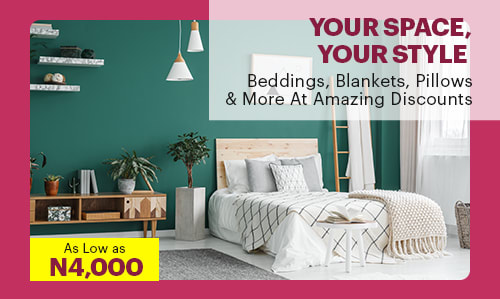 YOUR SPACE,
YOUR STYLE
Beddings, Blankets, Pillows
& More At Amazing Discounts
As Low as
N4,000